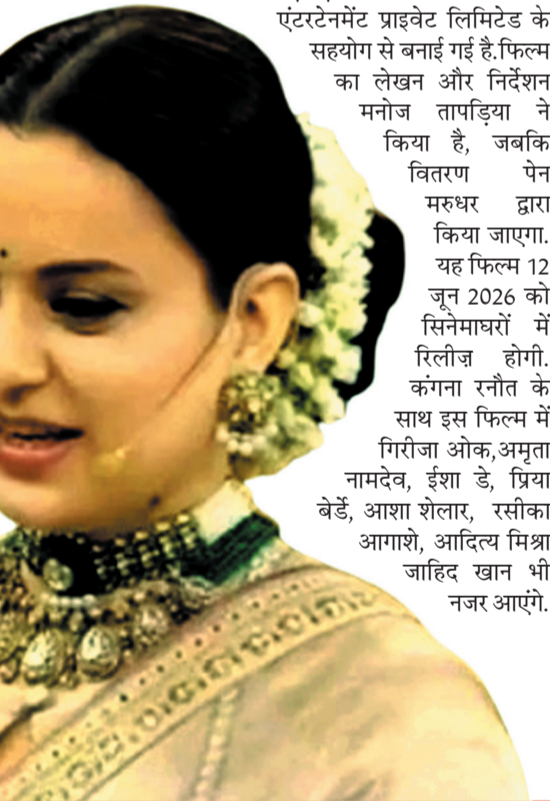 एंटरटेनमेंट प्राइवेट लिमिटेड के
सहयोग से बनाई गई है.फिल्म
का लेखन और निर्देशन
मनोज तापड़िया ने
किया है, जबकि
वितरण पेन
मरुधर द्वारा
किया जाएगा.
यह फिल्म 12
जून 2026 को
सिनेमाघरों में
रिलीज़ होगी.
कंगना रनौत के
साथ इस फिल्म में
गिरीजा ओक,अमृता
नामदेव, ईशा डे, प्रिया
बेर्डे, आशा शेलार, रसीका
आगाशे, आदित्य मिश्रा
जाहिद खान भी
नजर आएंगे.